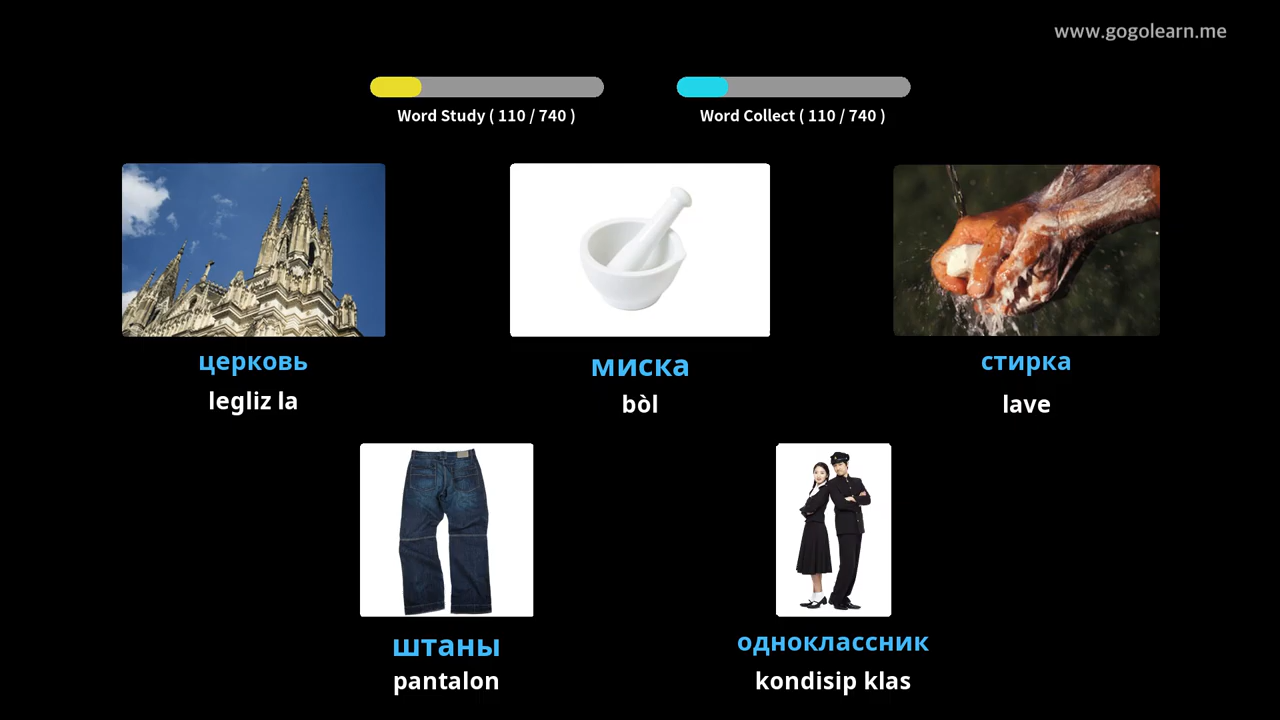 www.gogolearn.me
Word Study ( 110 / 740 )
Word Collect ( 110 / 740 )
церковь
legliz la
миска
bòl
стирка
lave
штаны
pantalon
одноклассник
kondisip klas